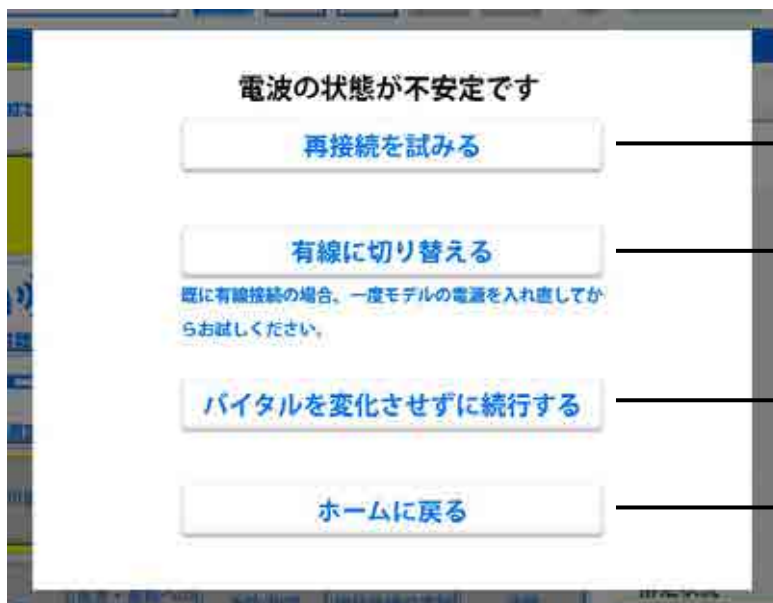 電波の状態が不安定です
再接続を試みる
有線に切り替える
既に有線接続の場合、一度モデルの電源を入れ直してか
らお試しください。
バイタルを変化させずに続行する
ホームに戻る